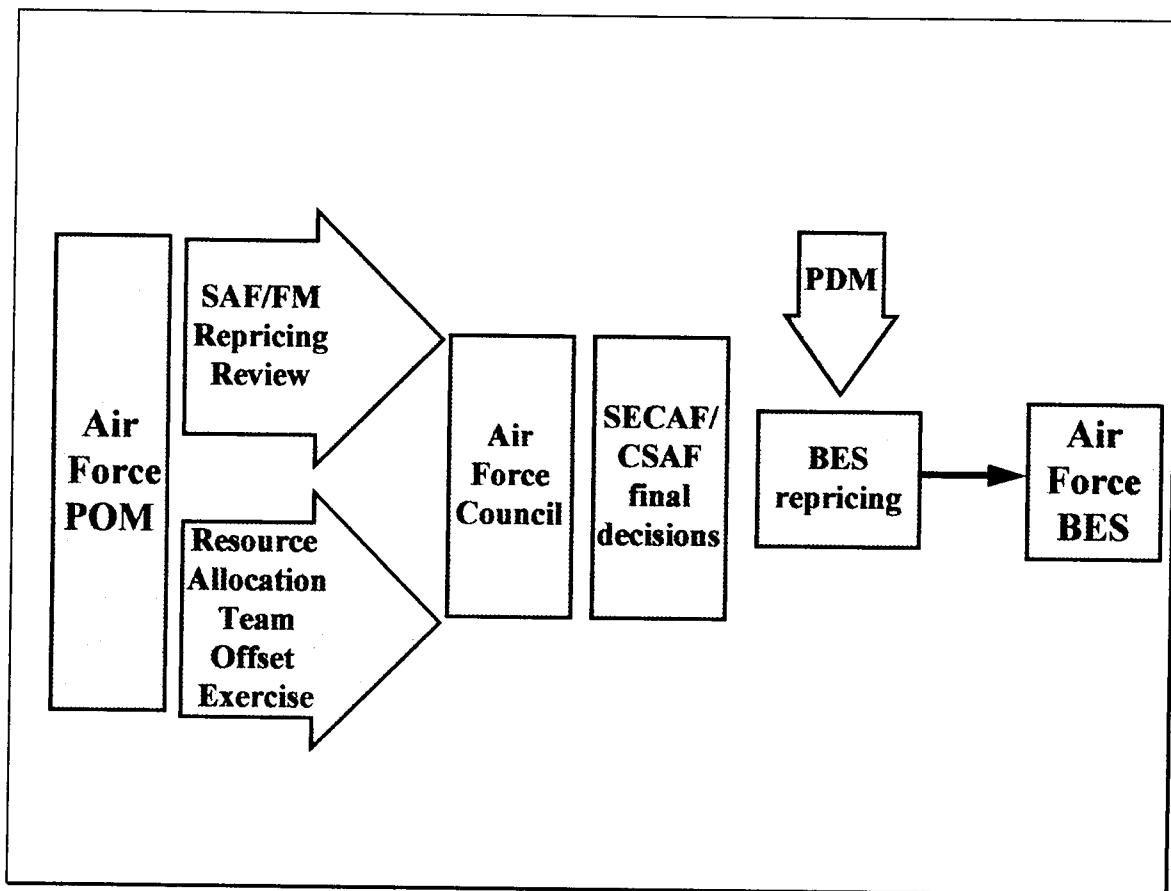 Air
Force
POM
SAF/FM
Repricing
Review
Resource
Allocation
Team
Offset
Exercise
Air
Force
Council
SECAF/
CSAF
final
decisions
PDM
BES
repricing
Air
Force
BES